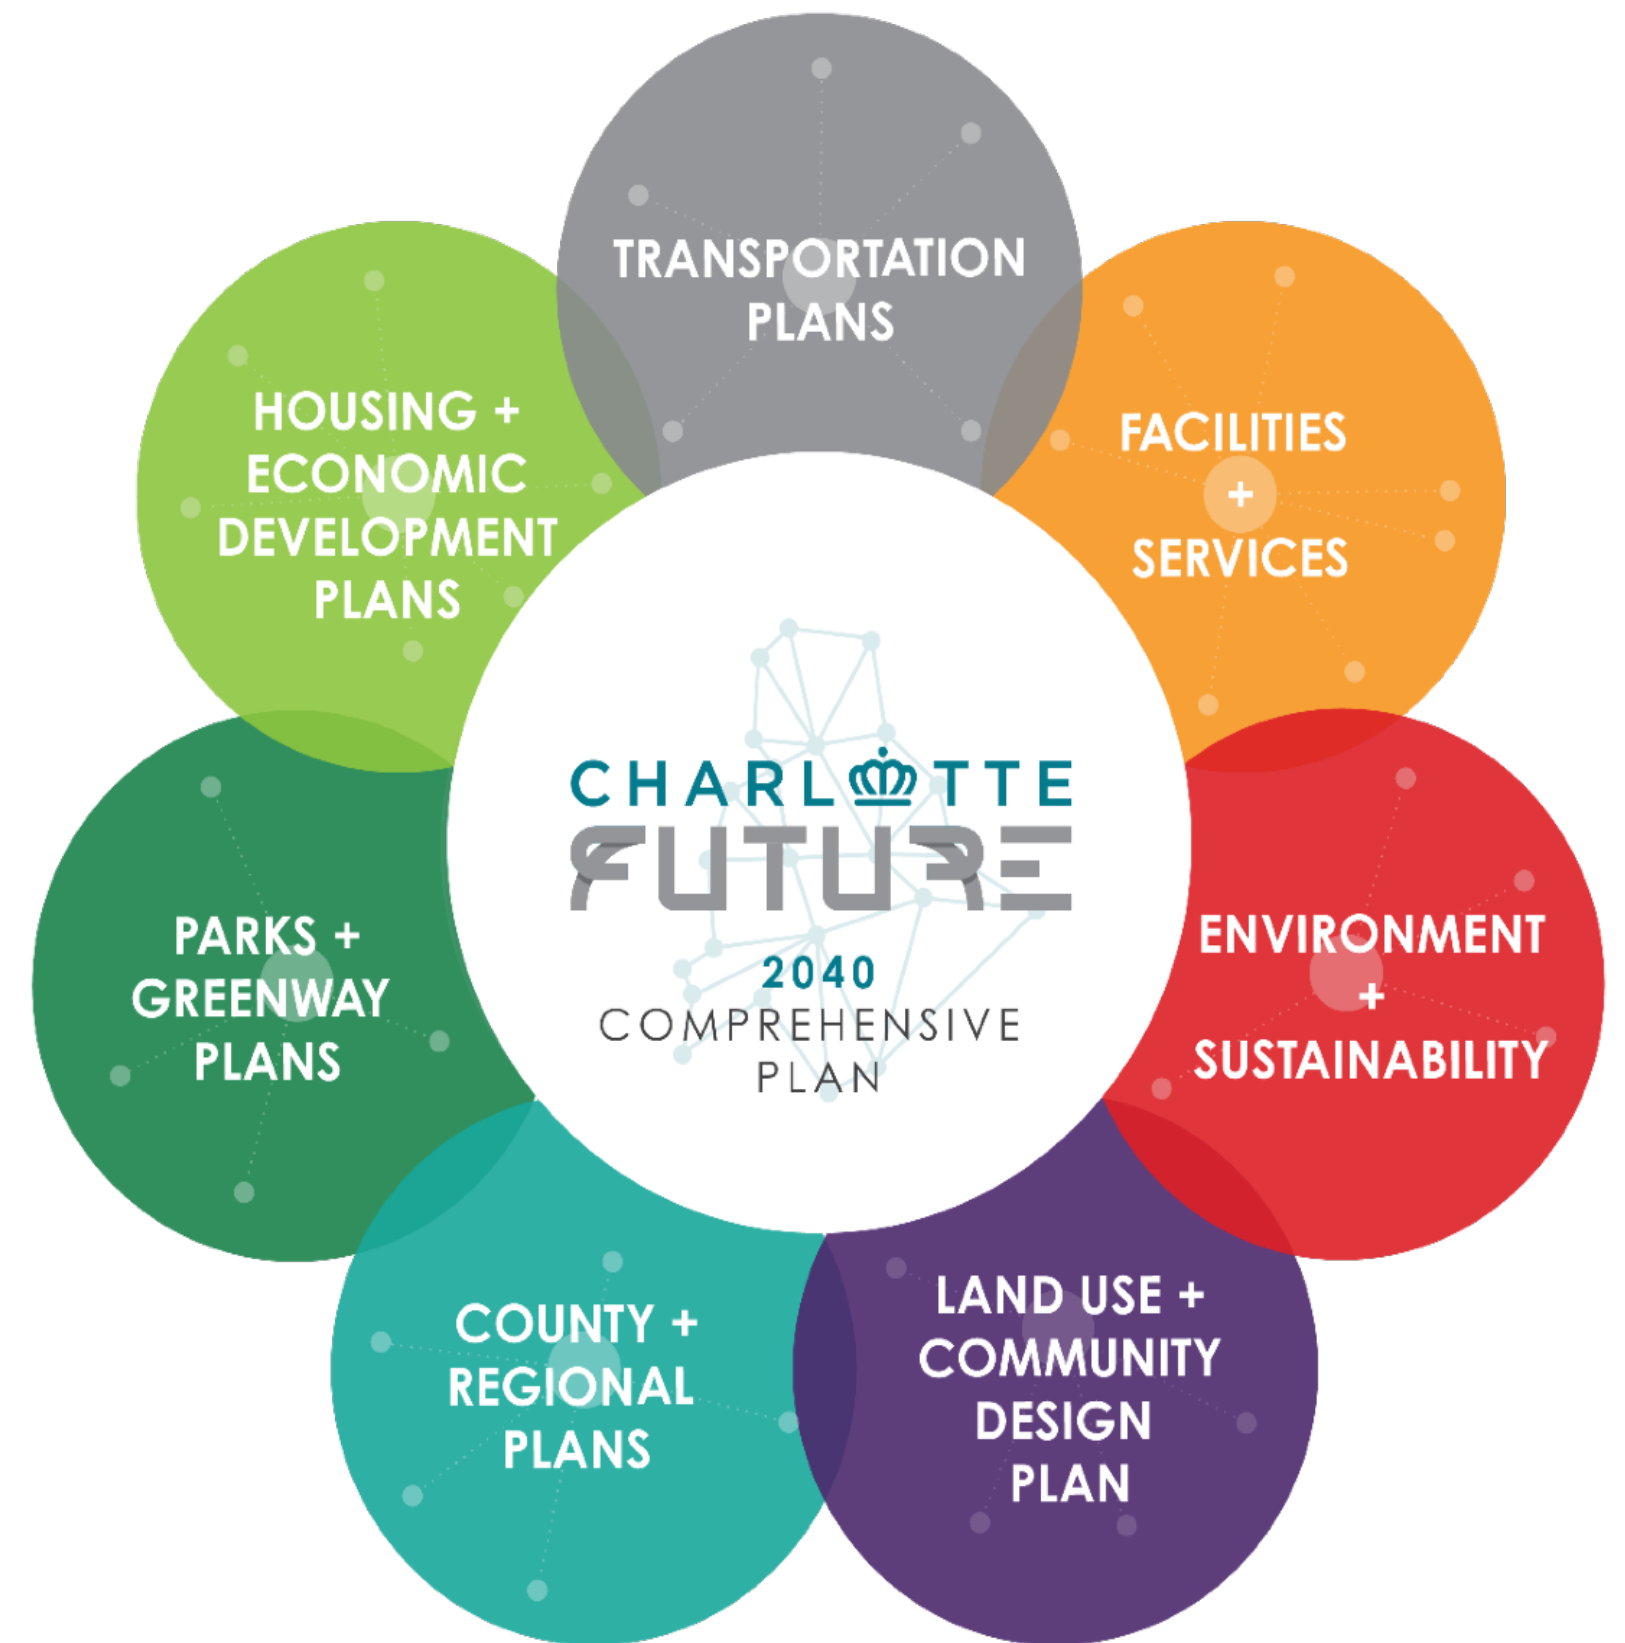 TRANSPORTATION
PLANS
FACILITIES
+
SERVICES
ENVIRONMENT
+
SUSTAINABILITY
LAND USE +
COMMUNITY
DESIGN
PLAN
COUNTY +
REGIONAL
PLANS
PARKS +
GREENWAY
PLANS
HOUSING +
ECONOMIC
DEVELOPMENT
PLANS
CHARLOTTE
FUTURE
2040
COMPREHENSIVE
PLAN